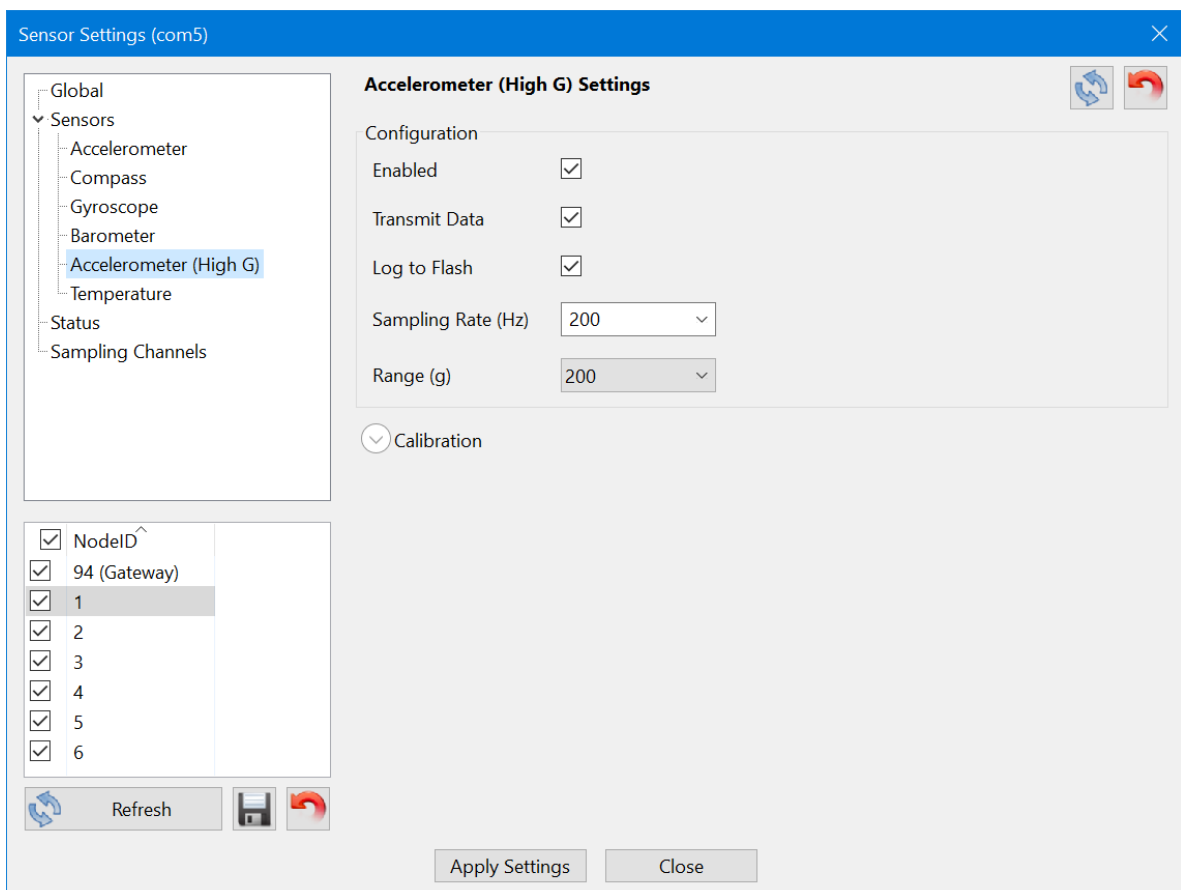 Sensor Settings (com5)
Global
Sensors
Accelerometer
Compass
Gyroscope
Barometer
Accelerometer (High G)
Temperature
Status
Sampling Channels
NodeID
94 (Gateway)
1
2
3
4
5
6
Refresh
Accelerometer (High G) Settings
Configuration
Enabled
Transmit Data
Log to Flash
Sampling Rate (Hz) 200
Range (g) 200
Calibration
Apply Settings Close